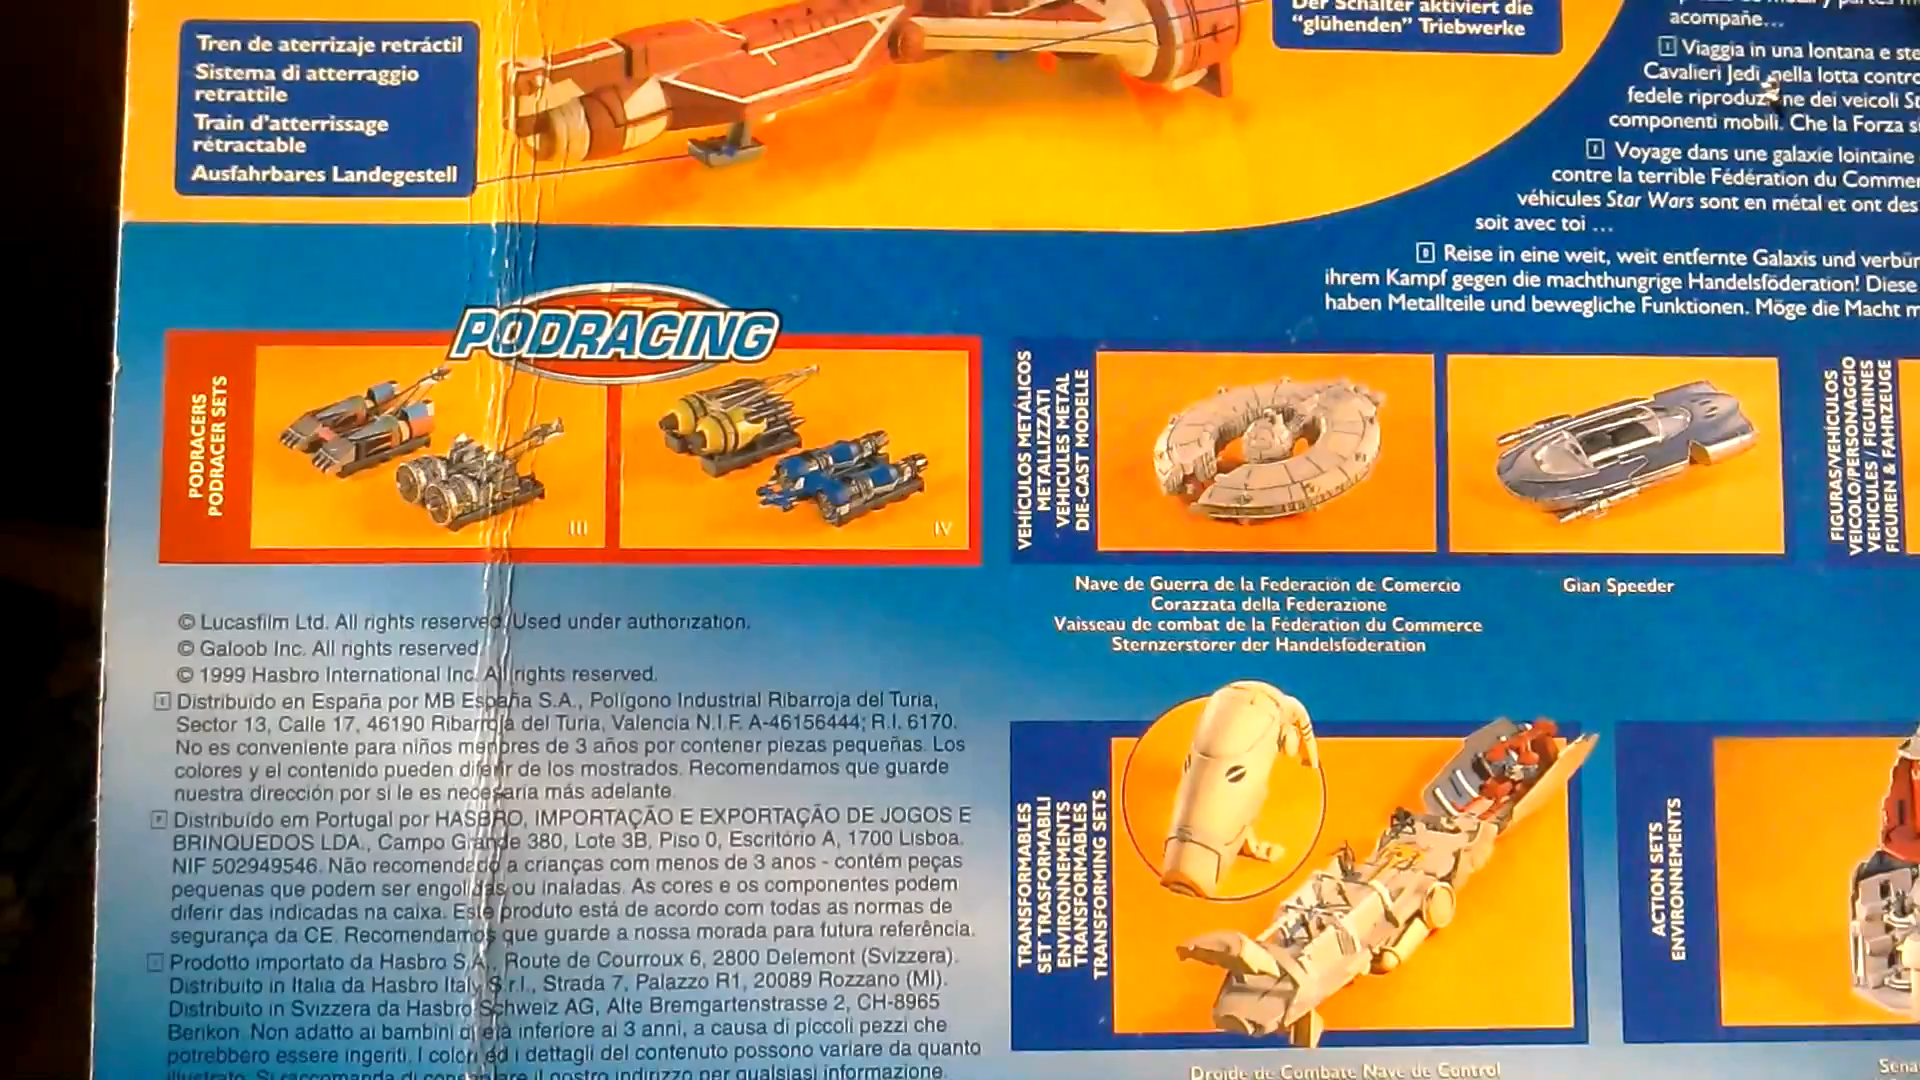 Tren de aterrizaje retráctil
Sistema di atterraggio
retrattile
Train d'atterrissage
rétractable
Ausfahrbares Landegestell
Der Schalter aktiviert die
"glühenden" Triebwerke
acompañe...
I Viaggia in una lontana e
Cavalieri Jedi nella lotta
fedele dei veicoli
componenti mobili. Che la Forza
F Voyage dans une galaxie lointaine
contre la terrible Fédération du
véhicules Star Wars sont en métal et ont des
soit avec toi ...
D Reise in eine weit, weit entfernte Galaxis und
ihrem Kampf gegen die machthungrige Handelsföderation! Diese
haben Metallteile und bewegliche Funktionen. Möge die Macht
PODRACING
PODRACERS
PODRACER SETS
III
IV
VEHÍCULOS METÁLICOS
METALLIZZATI
VEHICULES METAL
DIE-CAST MODELLE
FIGURAS/VEHÍCULOS
VEICOLO/PERSONAGGIO
VEHICULES / FIGURINES
FIGUREN & FAHRZEUGE
Nave de Guerra de la Federación de Comercio
Corazzata della Federazione
Vaisseau de combat de la Fédération du Commerce
Sternzerstörer der Handelsföderation
Gian Speeder
© Lucasfilm Ltd. All rights reserved. Used under authorization.
© Galoob Inc. All rights reserved.
© 1999 Hasbro International Inc. All rights reserved.
E Distribuido en España por MB España S.A., Polígono Industrial Ribarroja del Turia,
Sector 13, Calle 17, 46190 Ribarroja del Turia, Valencia N.I.F. A-46156444; R.I. 6170.
No es conveniente para niños menores de 3 años por contener piezas pequeñas. Los
colores y el contenido pueden diferir de los mostrados. Recomendamos que guarde
nuestra dirección por si le es necesaria más adelante.
P Distribuído em Portugal por HASBRO, IMPORTAÇÃO E EXPORTAÇÃO DE JOGOS E
BRINQUEDOS LDA., Campo Grande 380, Lote 3B, Piso 0, Escritório A, 1700 Lisboa.
NIF 502949546. Não recomendado a crianças com menos de 3 anos - contém peças
pequenas que podem ser engolidas ou inaladas. As cores e os componentes podem
diferir das indicadas na caixa. Este produto está de acordo com todas as normas de
segurança da CE. Recomendamos que guarde a nossa morada para futura referência.
I Prodotto importato da Hasbro S.A., Route de Courroux 6, 2800 Delemont (Svizzera).
Distribuito in Italia da Hasbro Italy S.r.l., Strada 7, Palazzo R1, 20089 Rozzano (MI).
Distribuito in Svizzera da Hasbro Schweiz AG, Alte Bremgartenstrasse 2, CH-8965
Berikon. Non adatto ai bambini di età inferiore ai 3 anni, a causa di piccoli pezzi che
potrebbero essere ingeriti. I colori ed i dettagli del contenuto possono variare da quanto
illustrato. Si raccomanda di conservare il nostro indirizzo per qualsiasi informazione.
TRANSFORMABLES
SET TRASFORMABILI
ENVIRONNEMENTS
TRANSFORMABLES
TRANSFORMING SETS
ACTION SETS
ENVIRONNEMENTS
Droide de Combate Nave de Control